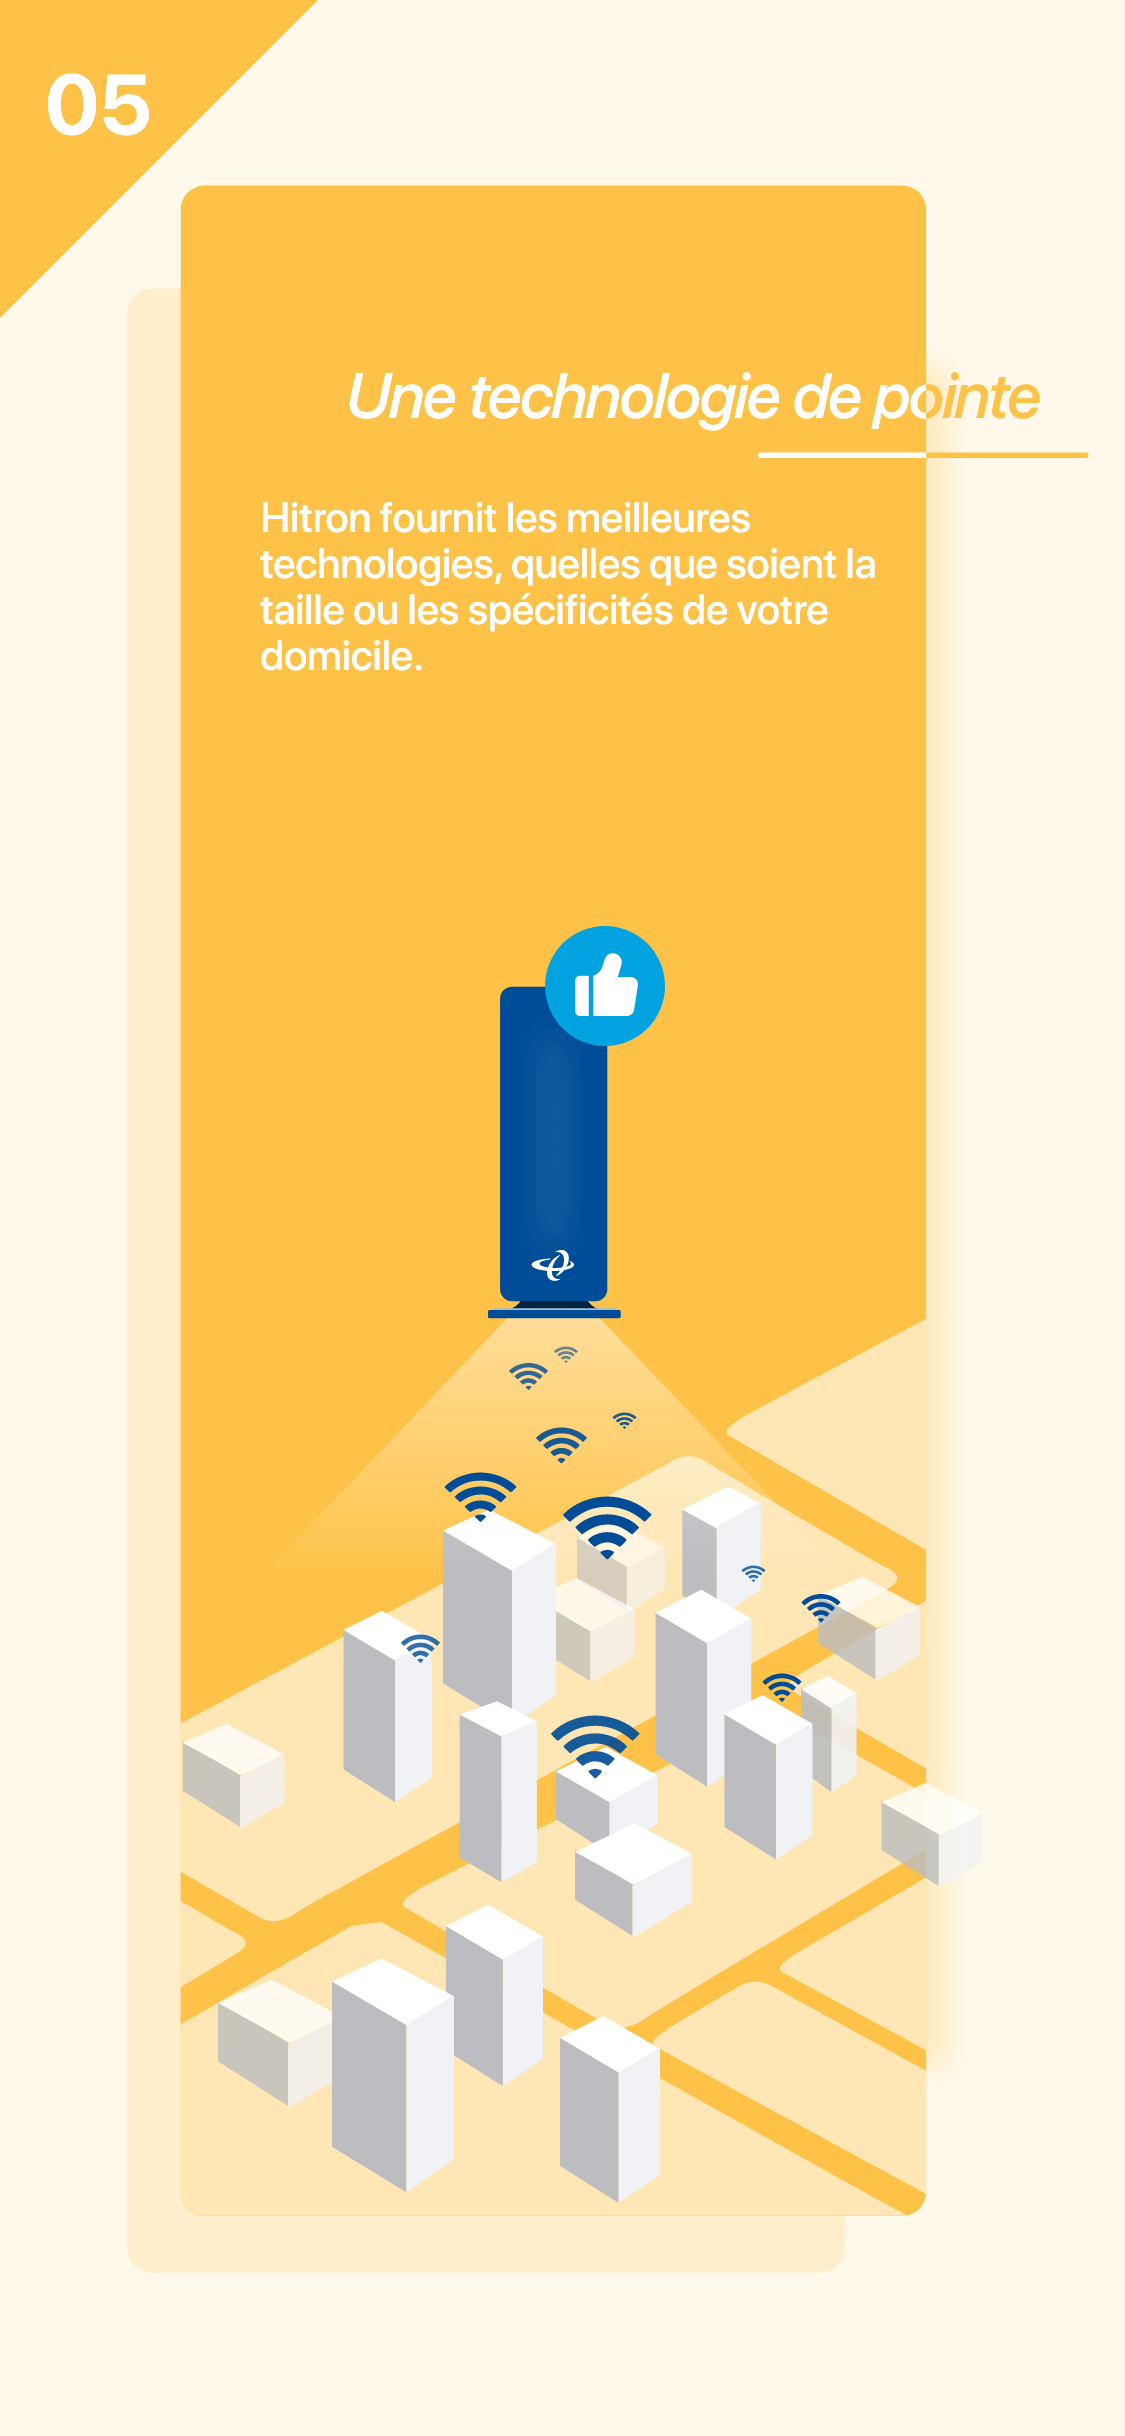 05
Une technologie de pointe
Hitron fournit les meilleures
technologies, quelles que soient la
taille ou les spécificités de votre
domicile.